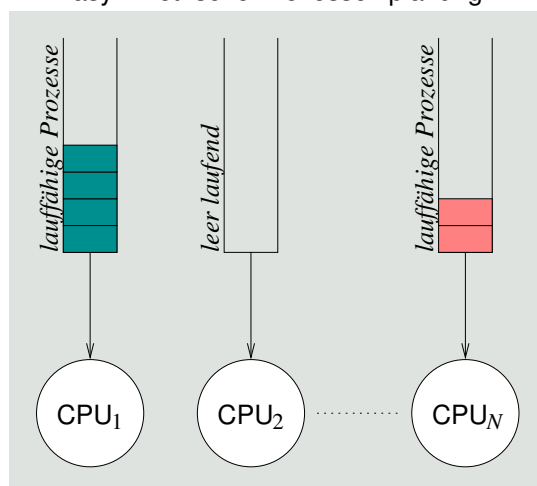 lauffähige Prozesse
leer laufend
lauffähige Prozesse
CPU1
CPU2
CPUN